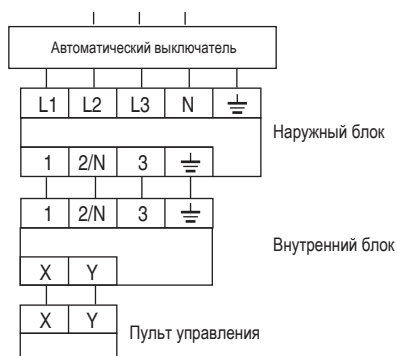 Автоматический выключатель
L1 L2 L3 N
Наружный блок
1 2/N 3
1 2/N 3
Внутренний блок
X Y
X Y
Пульт управления